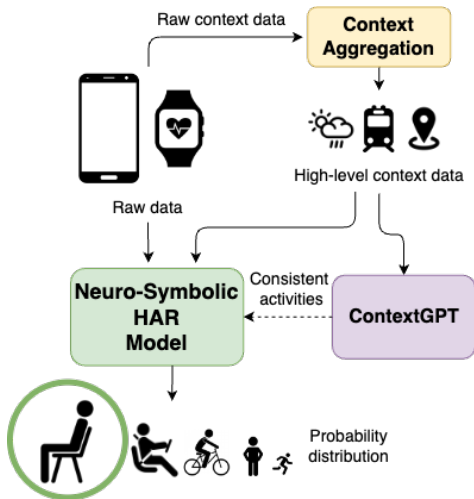 Raw context data
Context
Aggregation
High-level context data
Raw data
Neuro-Symbolic
HAR
Model
Consistent
activities
ContextGPT
Probability
distribution